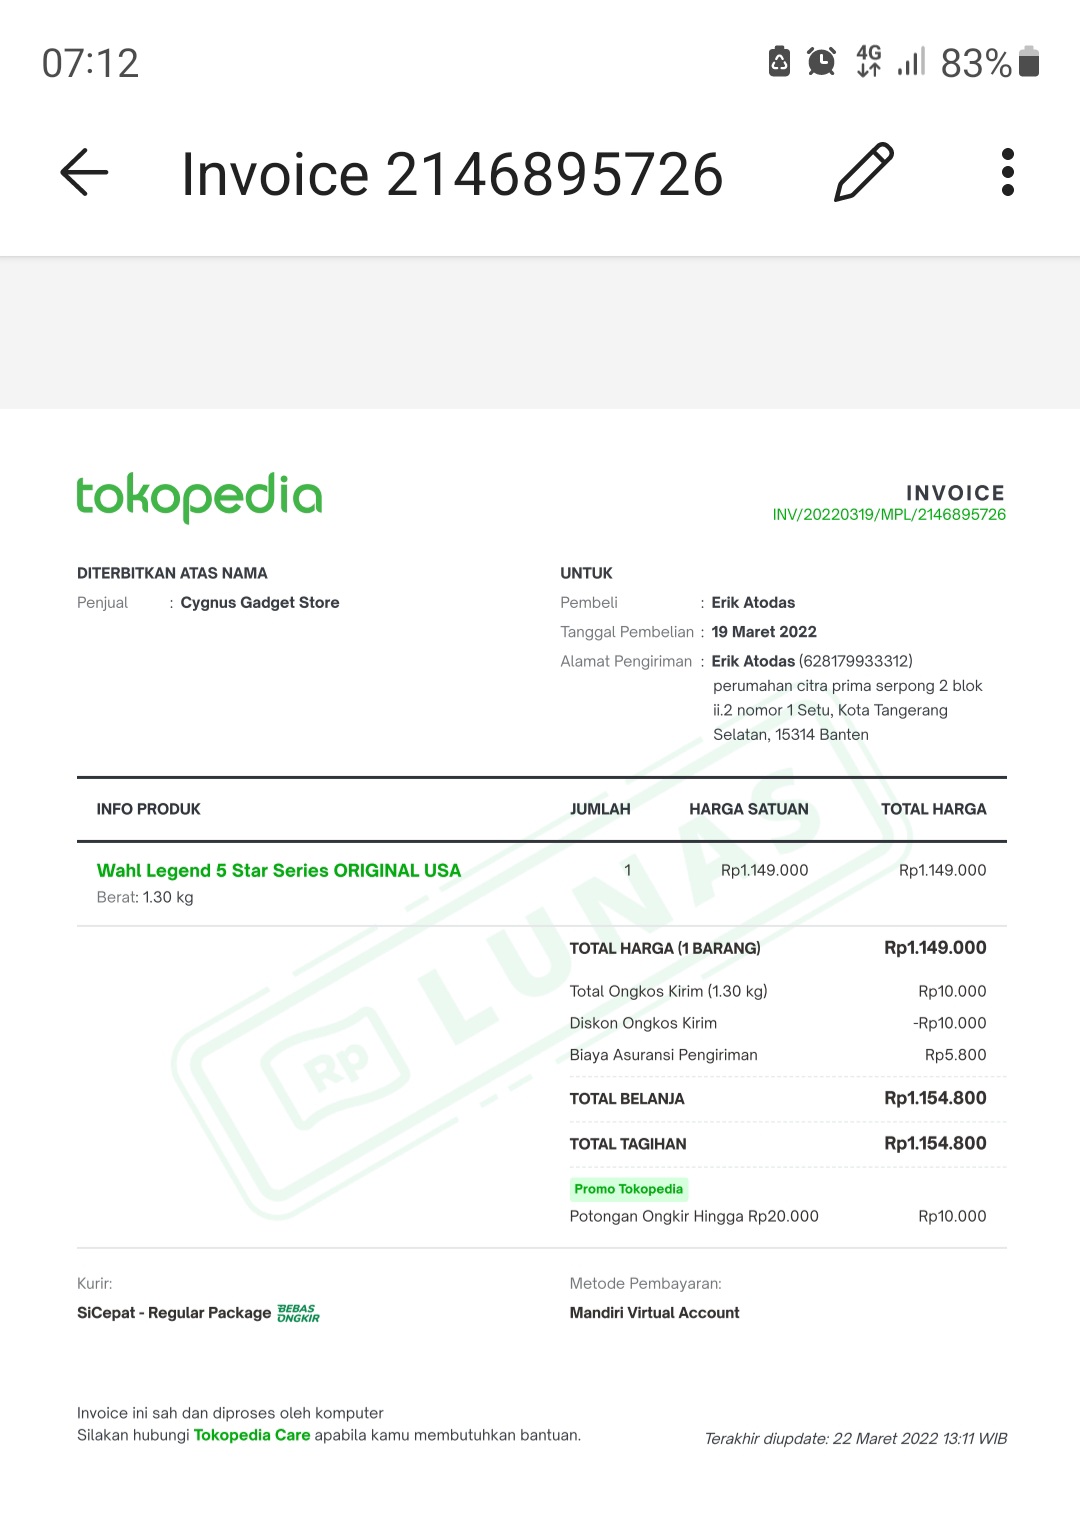 07:12
4G
83%
Invoice 2146895726
tokopedia
INVOICE
INV/20220319/MPL/2146895726
DITERBITKAN ATAS NAMA
Penjual : Cygnus Gadget Store
UNTUK
Pembeli : Erik Atodas
Tanggal Pembelian : 19 Maret 2022
Alamat Pengiriman : Erik Atodas (628179933312)
perumahan citra prima serpong 2 blok
ii.2 nomor 1 Setu, Kota Tangerang
Selatan, 15314 Banten
INFO PRODUK JUMLAH HARGA SATUAN TOTAL HARGA
Wahl Legend 5 Star Series ORIGINAL USA 1 Rp1.149.000 Rp1.149.000
Berat: 1.30 kg
Rp LUNAS
TOTAL HARGA (1 BARANG) Rp1.149.000
Total Ongkos Kirim (1.30 kg) Rp10.000
Diskon Ongkos Kirim -Rp10.000
Biaya Asuransi Pengiriman Rp5.800
TOTAL BELANJA Rp1.154.800
TOTAL TAGIHAN Rp1.154.800
Promo Tokopedia
Potongan Ongkir Hingga Rp20.000 Rp10.000
Kurir:
SiCepat - Regular Package BEBAS ONGKIR
Metode Pembayaran:
Mandiri Virtual Account
Invoice ini sah dan diproses oleh komputer
Silakan hubungi Tokopedia Care apabila kamu membutuhkan bantuan.
Terakhir diupdate: 22 Maret 2022 13:11 WIB